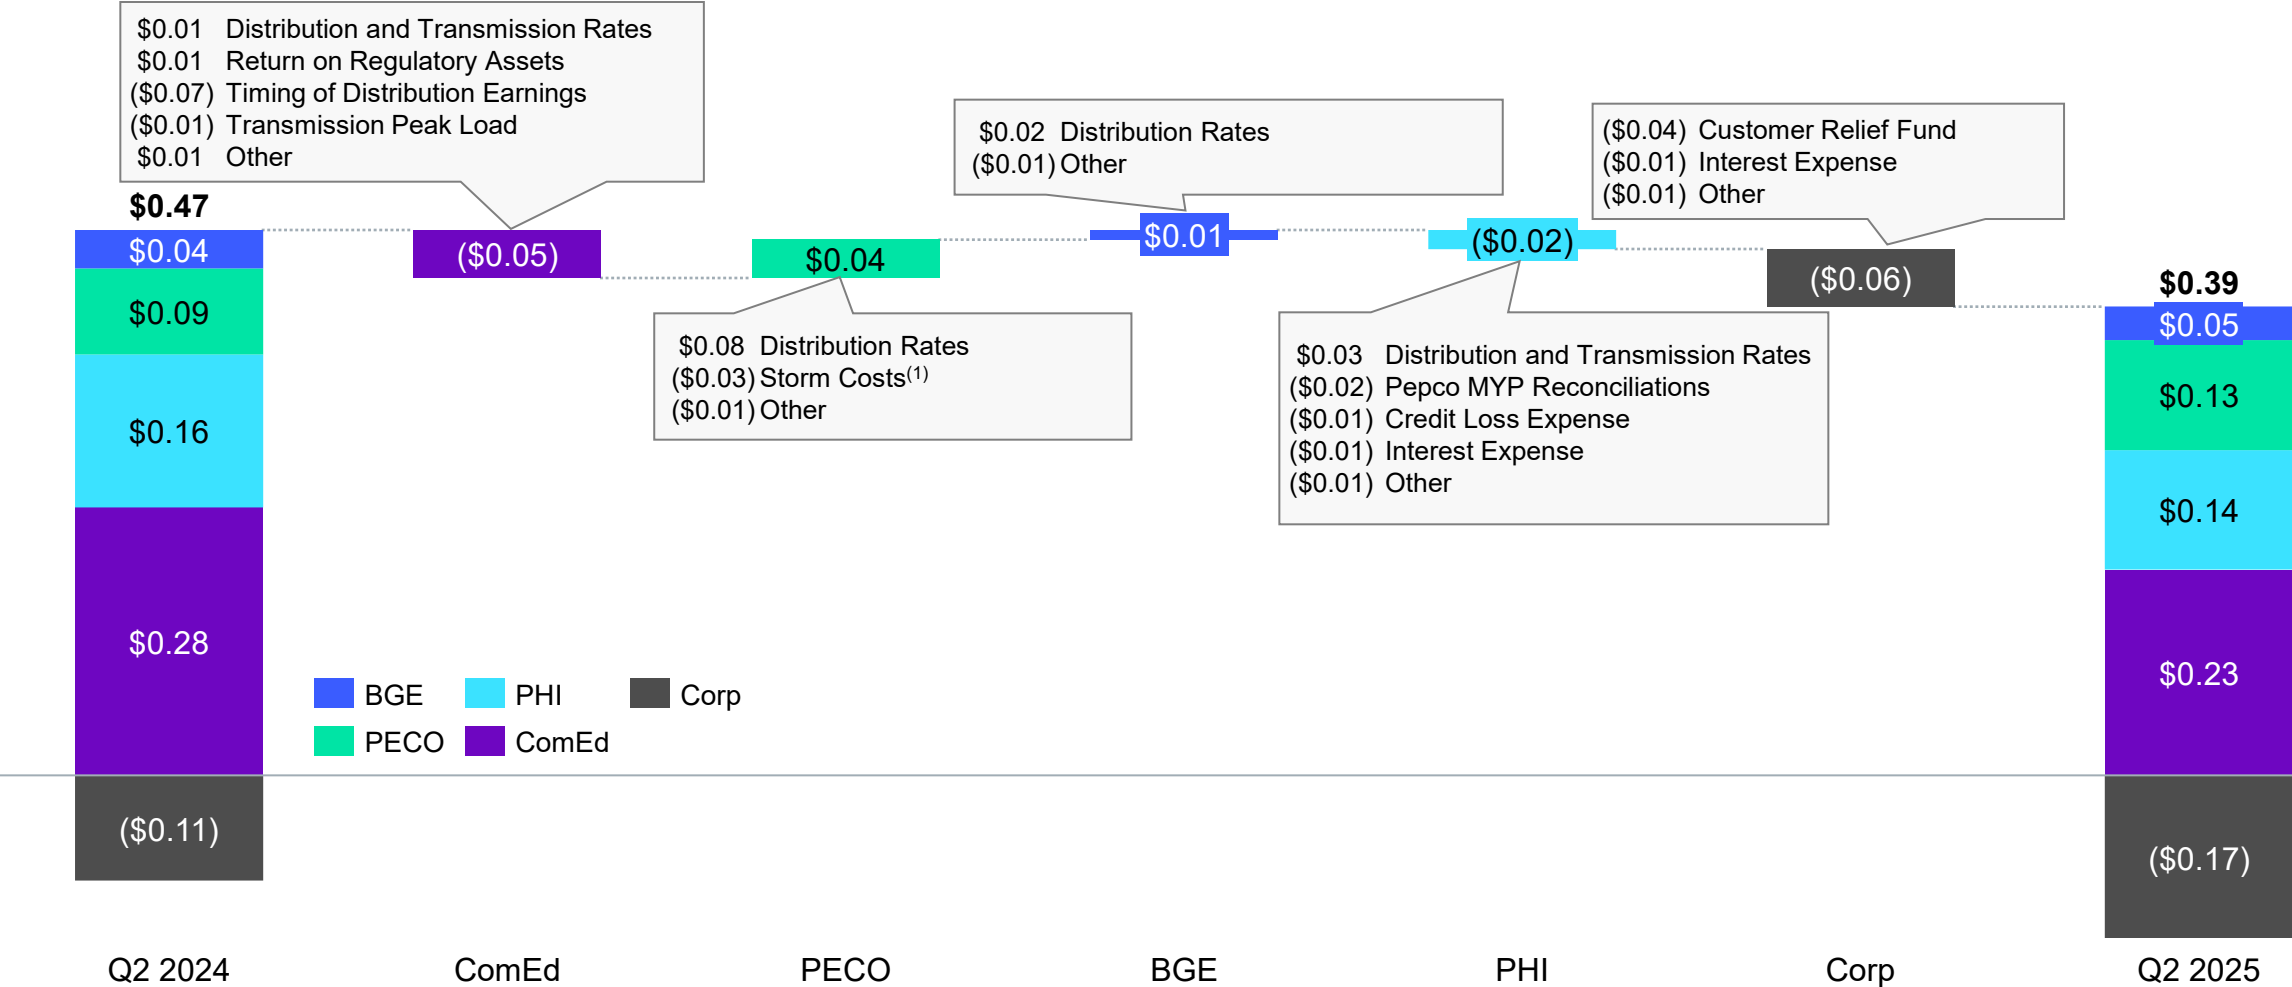 $0.01 Distribution and Transmission Rates
$0.01 Return on Regulatory Assets
($0.07) Timing of Distribution Earnings
($0.01) Transmission Peak Load
$0.01 Other
$0.02 Distribution Rates
($0.01) Other
($0.04) Customer Relief Fund
($0.01) Interest Expense
($0.01) Other
$0.47
$0.04
$0.09
$0.16
$0.28
($0.11)
($0.05)
$0.04
$0.01
($0.02)
($0.06)
$0.08 Distribution Rates
($0.03) Storm Costs(1)
($0.01) Other
$0.03 Distribution and Transmission Rates
($0.02) Pepco MYP Reconciliations
($0.01) Credit Loss Expense
($0.01) Interest Expense
($0.01) Other
$0.39
$0.05
$0.13
$0.14
$0.23
($0.17)
BGE PHI Corp
PECO ComEd
Q2 2024 ComEd PECO BGE PHI Corp Q2 2025